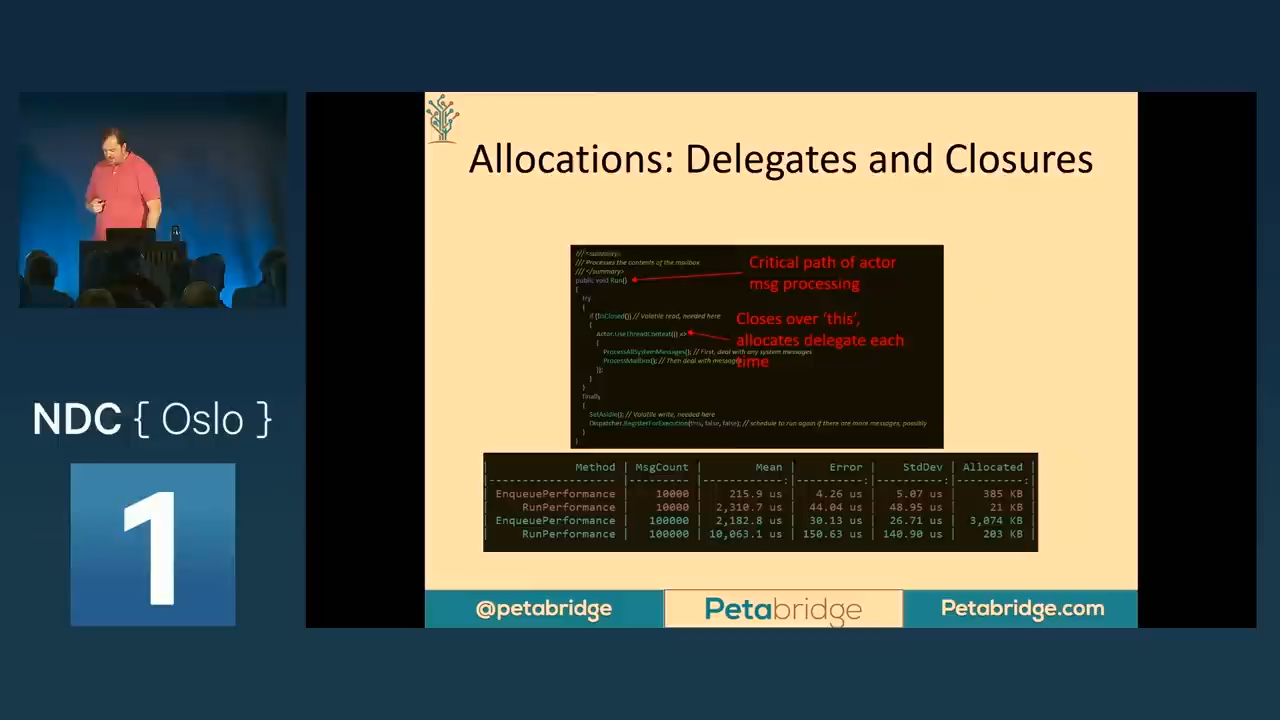 Allocations: Delegates and Closures
/// <summary>
/// Processes the contents of the mailbox
/// </summary>
public void Run()
{
try
{
if (!IsClosed()) // Volatile read, needed here
{
Actor.UseThreadContext(() =>
{
ProcessAllSystemMessages(); // First, deal with any system messages
ProcessMailbox(); // Then deal with messages
});
}
}
finally
{
SetAsIdle(); // Volatile write, needed here
Dispatcher.RegisterForExecution(this, false, false); // schedule to run again if there are more messages, possibly
}
}
Critical path of actor
msg processing
Closes over ‘this’,
allocates delegate each
time
| Method | MsgCount | Mean | Error | StdDev | Allocated |
|------------------- |--------- |------------:|----------:|----------:|----------:|
| EnqueuePerformance | 10000 | 215.9 us | 4.26 us | 5.07 us | 385 KB |
| RunPerformance | 10000 | 2,310.7 us | 44.04 us | 48.95 us | 21 KB |
| EnqueuePerformance | 100000 | 2,182.8 us | 30.13 us | 26.71 us | 3,074 KB |
| RunPerformance | 100000 | 10,063.1 us | 150.63 us | 140.90 us | 203 KB |
@petabridge
Petabridge
Petabridge.com
NDC { Oslo }
1